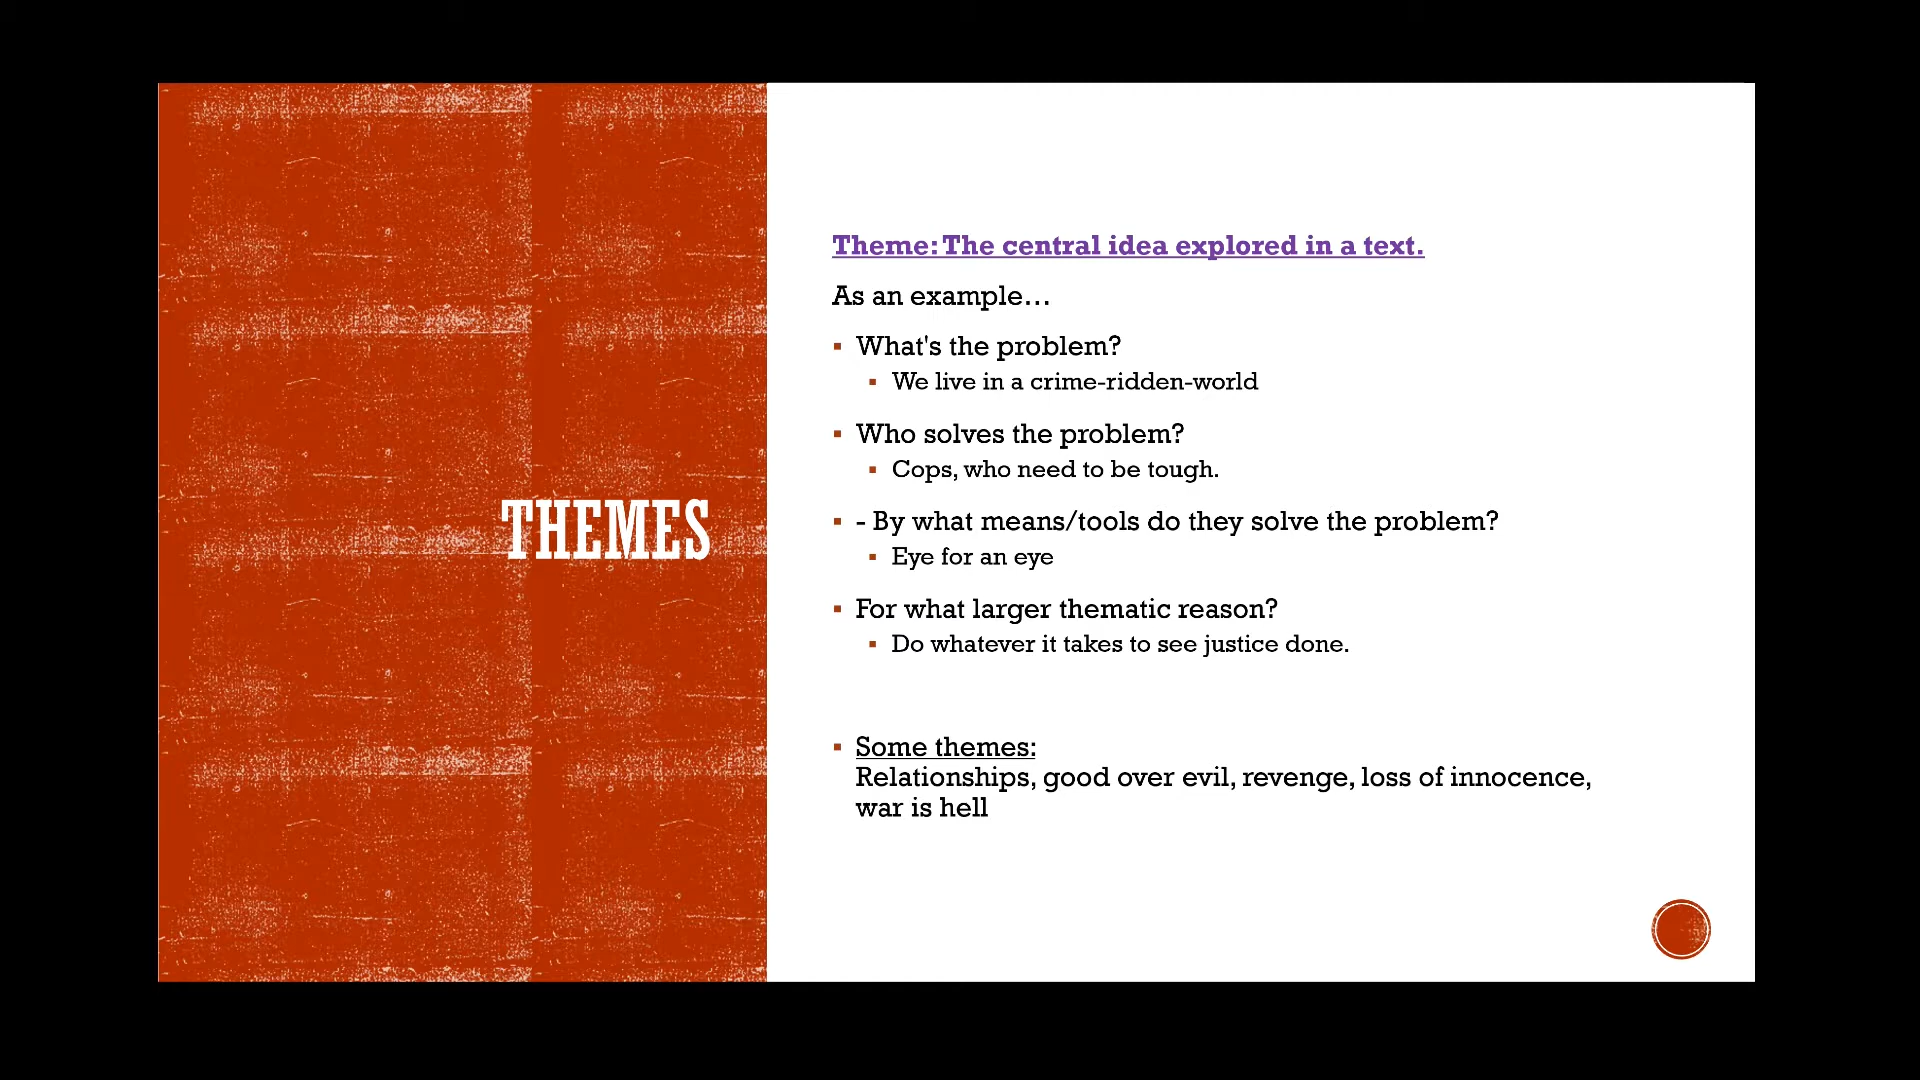 THEMES
Theme: The central idea explored in a text.
As an example...
▪ What's the problem?
▪ We live in a crime-ridden-world
▪ Who solves the problem?
▪ Cops, who need to be tough.
▪ - By what means/tools do they solve the problem?
▪ Eye for an eye
▪ For what larger thematic reason?
▪ Do whatever it takes to see justice done.
▪ Some themes:
Relationships, good over evil, revenge, loss of innocence,
war is hell